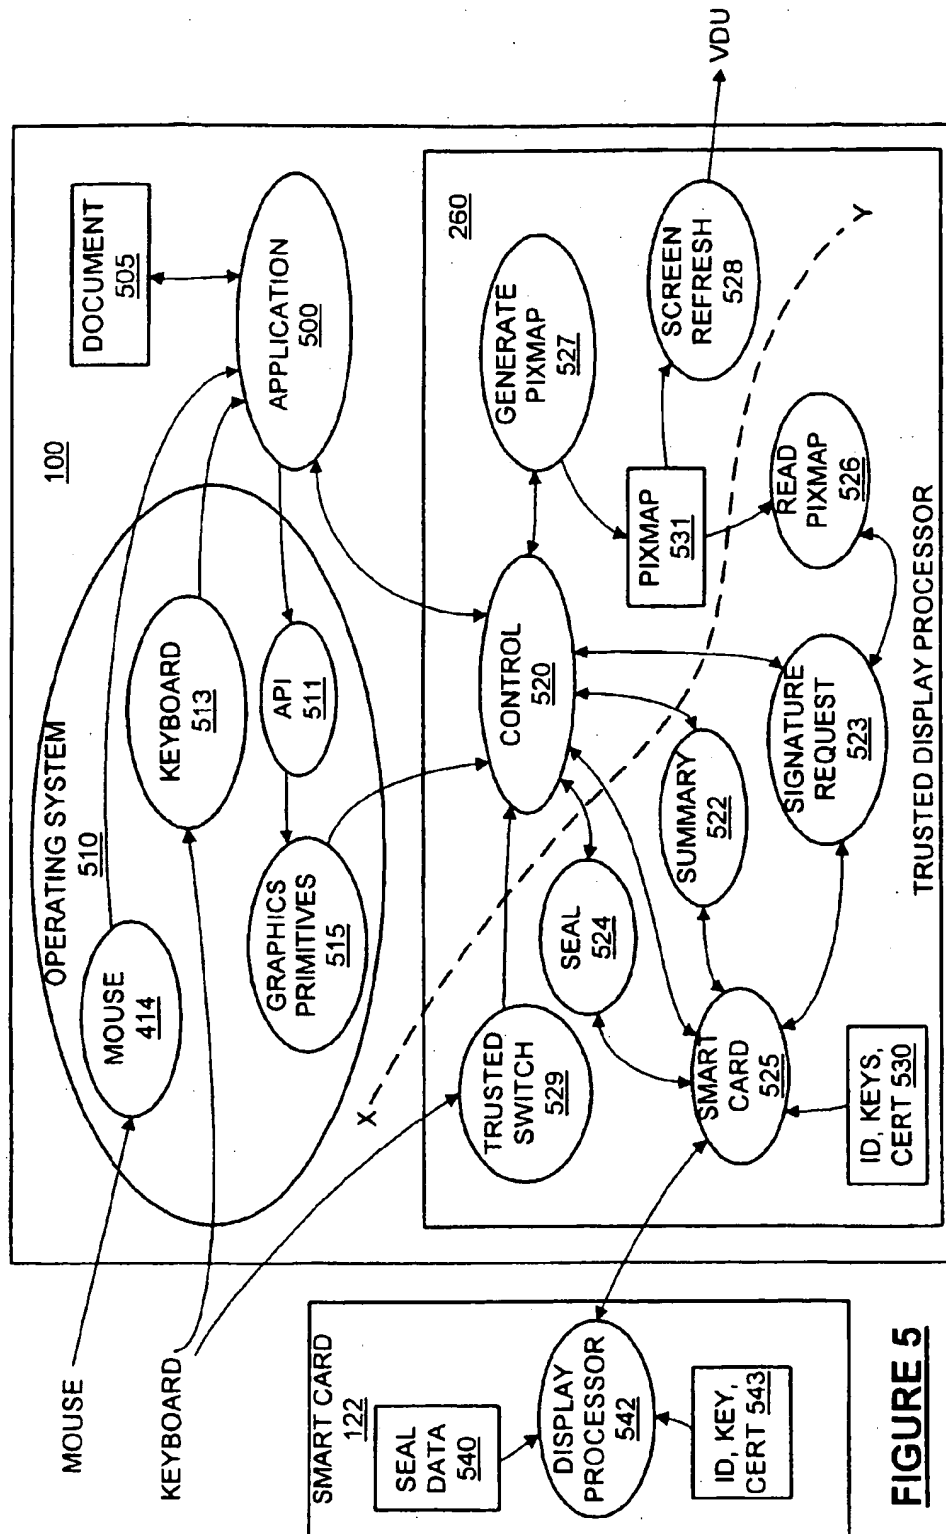 MOUSE
KEYBOARD
100
OPERATING SYSTEM
510
MOUSE
414
KEYBOARD
513
GRAPHICS
PRIMITIVES
515
API
511
APPLICATION
500
DOCUMENT
505
X
260
TRUSTED
SWITCH
529
CONTROL
520
GENERATE
PIXMAP
527
SEAL
524
PIXMAP
531
SCREEN
REFRESH
528
VDU
SUMMARY
522
SMART
CARD
525
SIGNATURE
REQUEST
523
READ
PIXMAP
526
Y
ID, KEYS,
CERT 530
TRUSTED DISPLAY PROCESSOR
SMART CARD
122
SEAL
DATA
540
DISPLAY
PROCESSOR
542
ID, KEY,
CERT 543
FIGURE 5